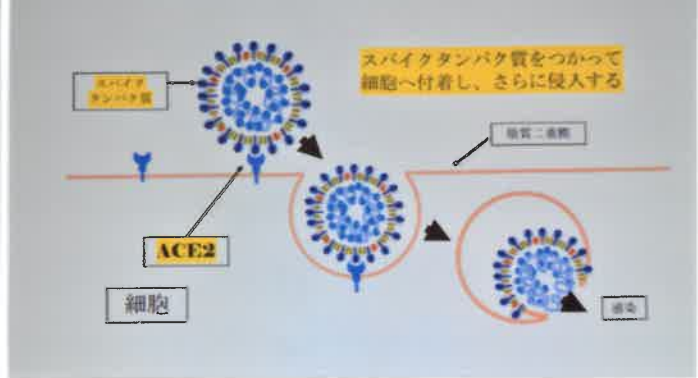 スパイクタンパク質をつかって
細胞へ付着し、さらに侵入する
スパイク
タンパク質
脂質二重膜
ACE2
細胞
感染